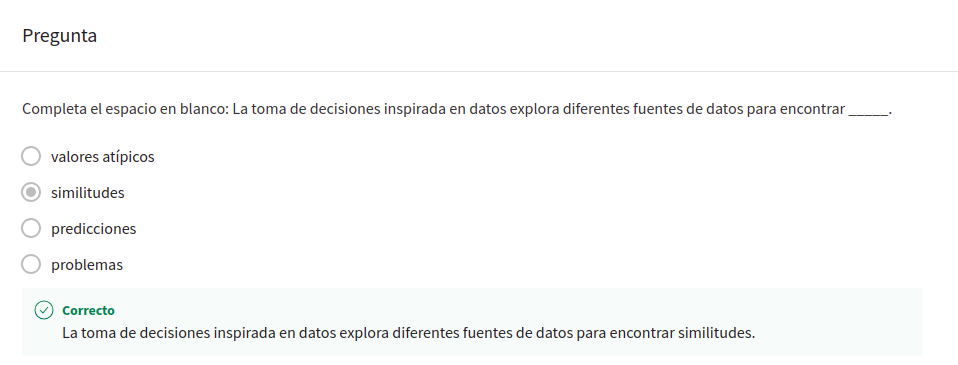 Pregunta
Completa el espacio en blanco: La toma de decisiones inspirada en datos explora diferentes fuentes de datos para encontrar _____.
valores atípicos
similitudes
predicciones
problemas
Correcto
La toma de decisiones inspirada en datos explora diferentes fuentes de datos para encontrar similitudes.